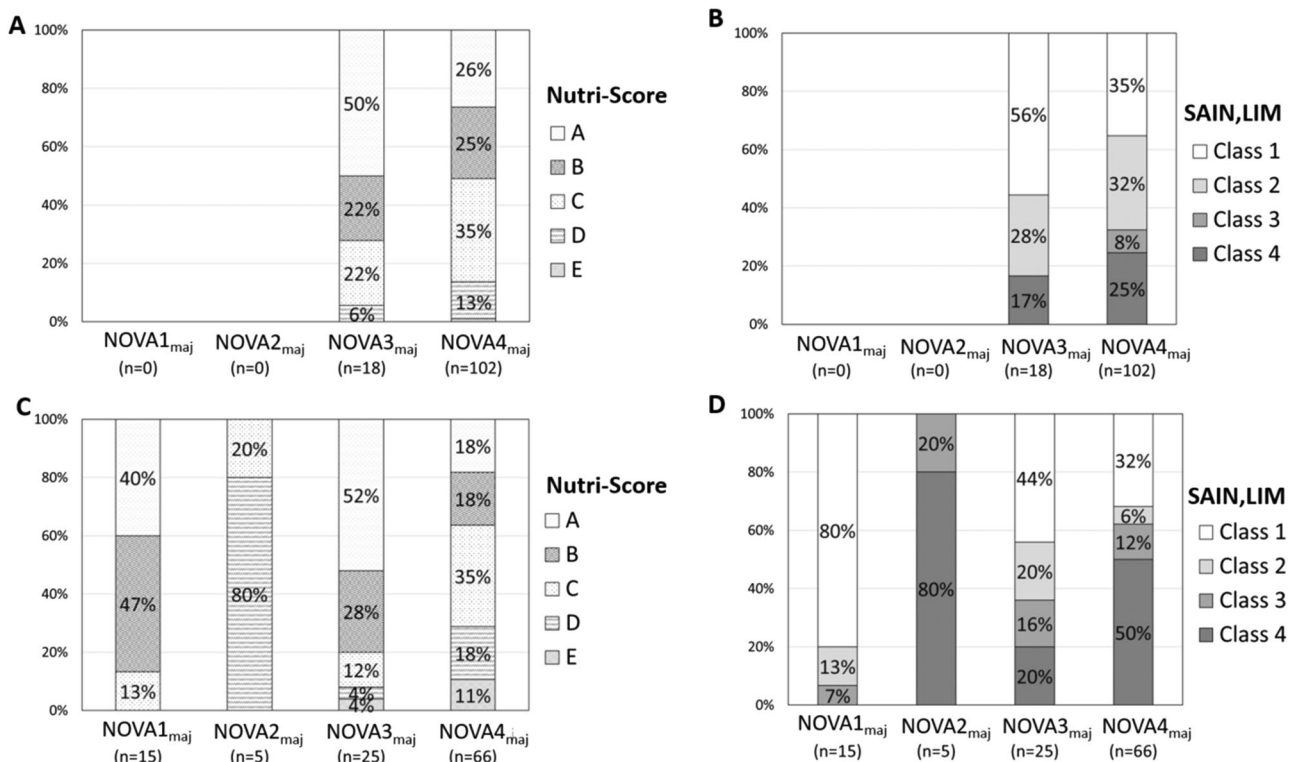 A
100%
80%
60%
40%
20%
0%
50%
22%
22%
6%
26%
25%
35%
13%
NOVA1maj NOVA2maj NOVA3maj NOVA4maj
(n=0) (n=0) (n=18) (n=102)
Nutri-Score
A
B
C
D
E
B
100%
80%
60%
40%
20%
0%
56%
28%
17%
35%
32%
8%
25%
NOVA1maj NOVA2maj NOVA3maj NOVA4maj
(n=0) (n=0) (n=18) (n=102)
SAIN,LIM
Class 1
Class 2
Class 3
Class 4
C
100%
80%
60%
40%
20%
0%
40%
47%
13%
20%
80%
52%
28%
12%
4%
4%
18%
18%
35%
18%
11%
NOVA1maj NOVA2maj NOVA3maj NOVA4maj
(n=15) (n=5) (n=25) (n=66)
Nutri-Score
A
B
C
D
E
D
100%
80%
60%
40%
20%
0%
80%
13%
7%
20%
80%
44%
20%
16%
20%
32%
6%
12%
50%
NOVA1maj NOVA2maj NOVA3maj NOVA4maj
(n=15) (n=5) (n=25) (n=66)
SAIN,LIM
Class 1
Class 2
Class 3
Class 4